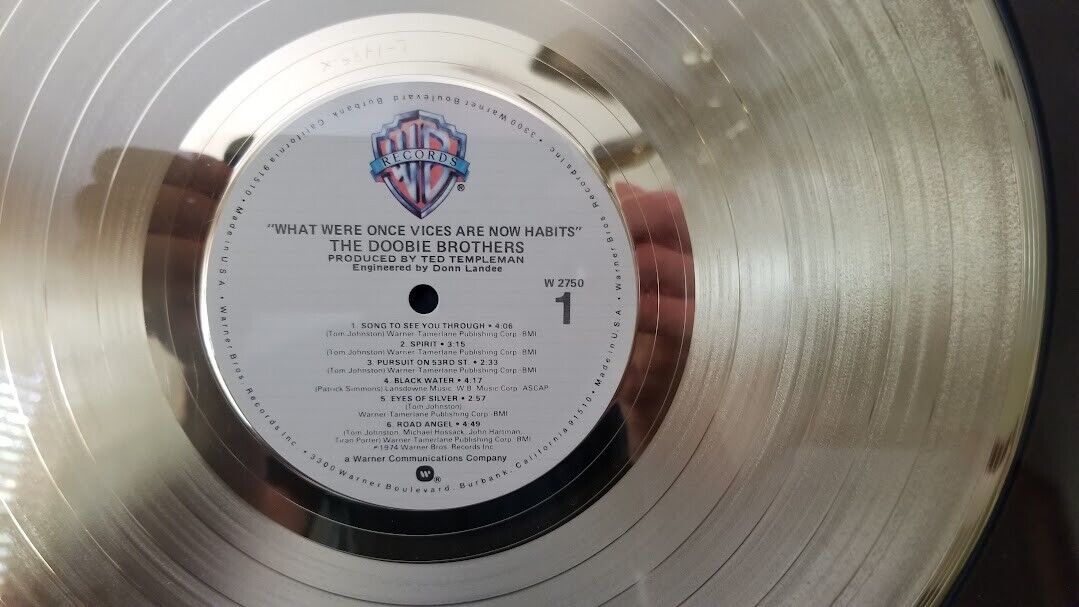 RECORDS
®
"WHAT WERE ONCE VICES ARE NOW HABITS"
THE DOOBIE BROTHERS
PRODUCED BY TED TEMPLEMAN
Engineered by Donn Landee
W 2750
1
1. SONG TO SEE YOU THROUGH • 4:06
(Tom Johnston) Warner-Tamerlane Publishing Corp. BMI
2. SPIRIT • 3:15
(Tom Johnston) Warner-Tamerlane Publishing Corp. BMI
3. PURSUIT ON 53RD ST. • 2:33
(Tom Johnston) Warner-Tamerlane Publishing Corp. BMI
4. BLACK WATER • 4:17
(Patrick Simmons) Lansdowne Music. W.B. Music Corp. ASCAP
5. EYES OF SILVER • 2:57
(Tom Johnston)
Warner-Tamerlane Publishing Corp. BMI
6. ROAD ANGEL • 4:49
(Tom Johnston, Michael Hossack, John Hartman,
Tiran Porter) Warner-Tamerlane Publishing Corp. BMI
℗1974 Warner Bros. Records Inc.
a Warner Communications Company
®
• 3300 Warner Boulevard, Burbank, California 91510 • Made in U.S.A. • Warner Bros. Records Inc. • 3300 Warner Boulevard, Burbank, California 91510 • Made in U.S.A. • Warner Bros. Records Inc.